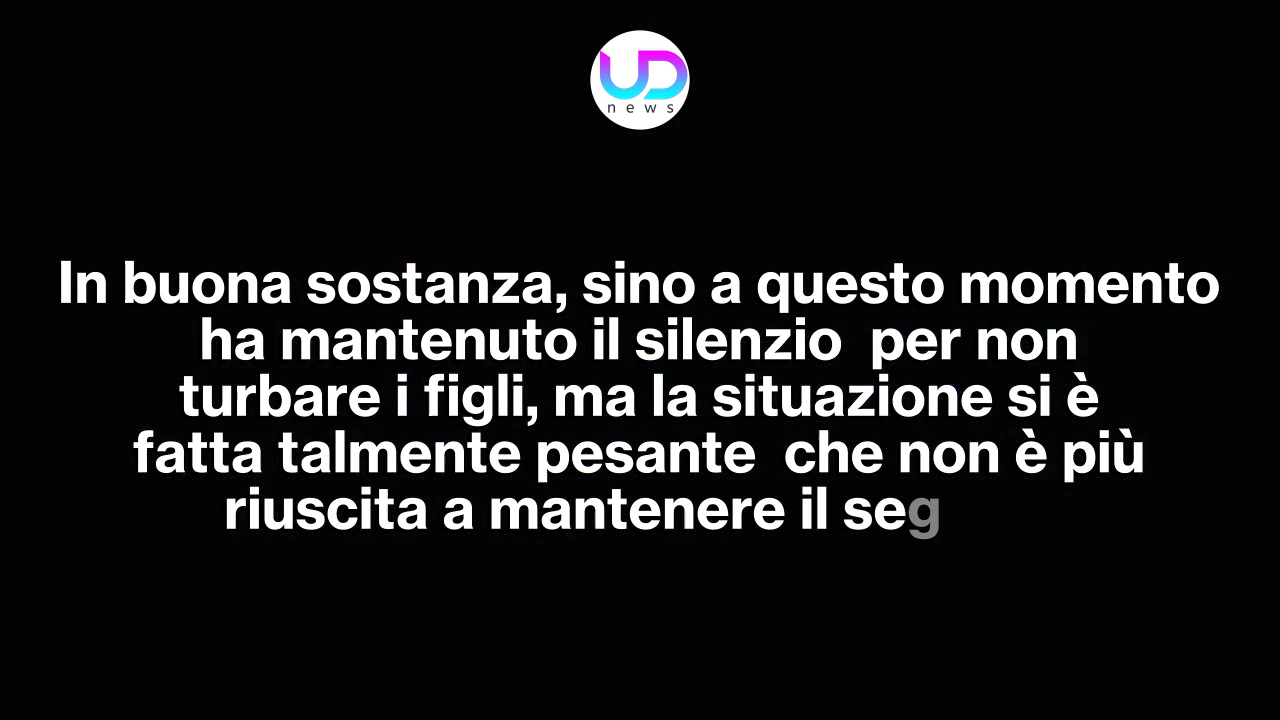 UD
news
In buona sostanza, sino a questo momento
ha mantenuto il silenzio  per non
turbare i figli, ma la situazione si è
fatta talmente pesante  che non è più
riuscita a mantenere il seg